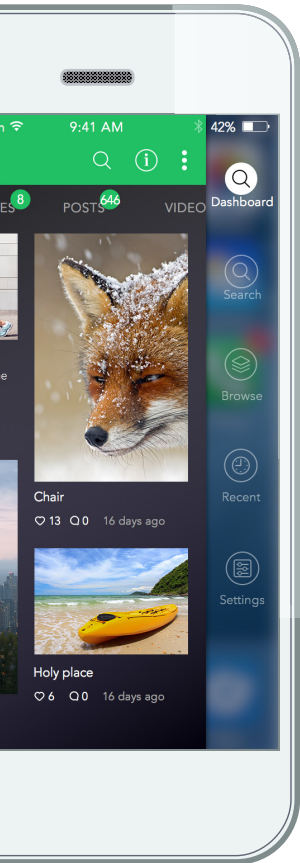 9:41 AM
42%
8
POSTS
646
VIDEO
Dashboard
Search
Browse
Chair
13 0 16 days ago
Recent
Settings
Holy place
6 0 16 days ago